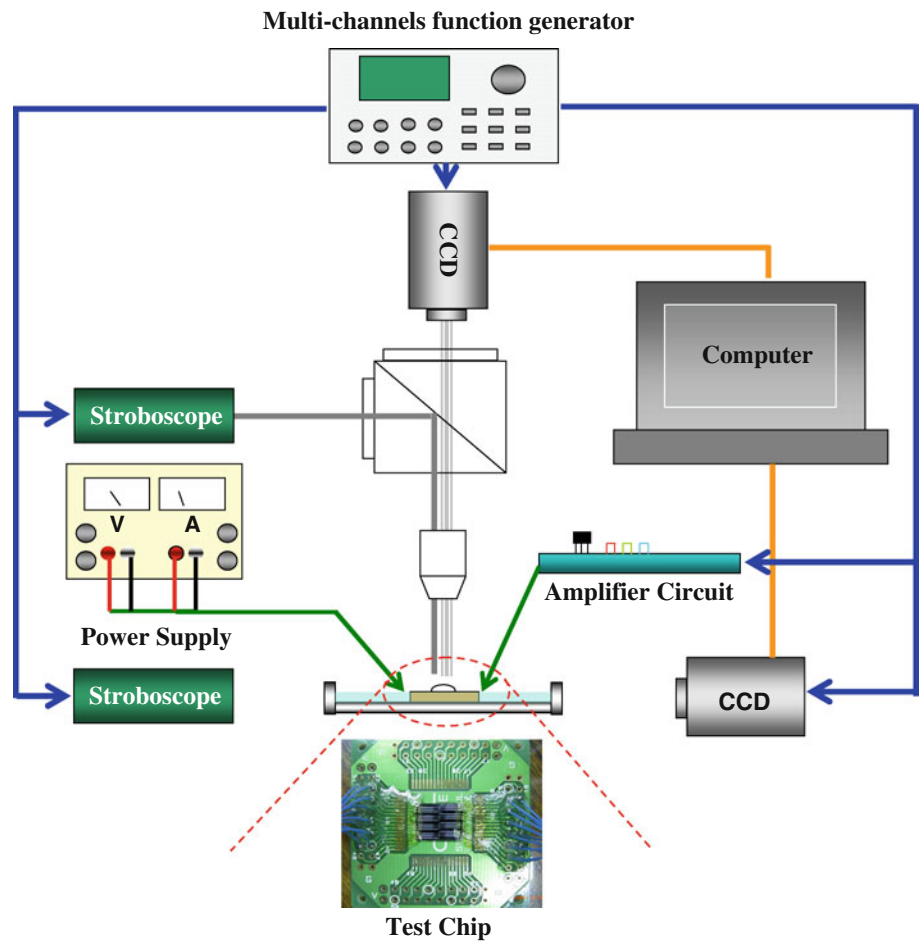 Multi-channels function generator
CCD
Computer
Stroboscope
V A
Amplifier Circuit
Power Supply
Stroboscope
CCD
Test Chip